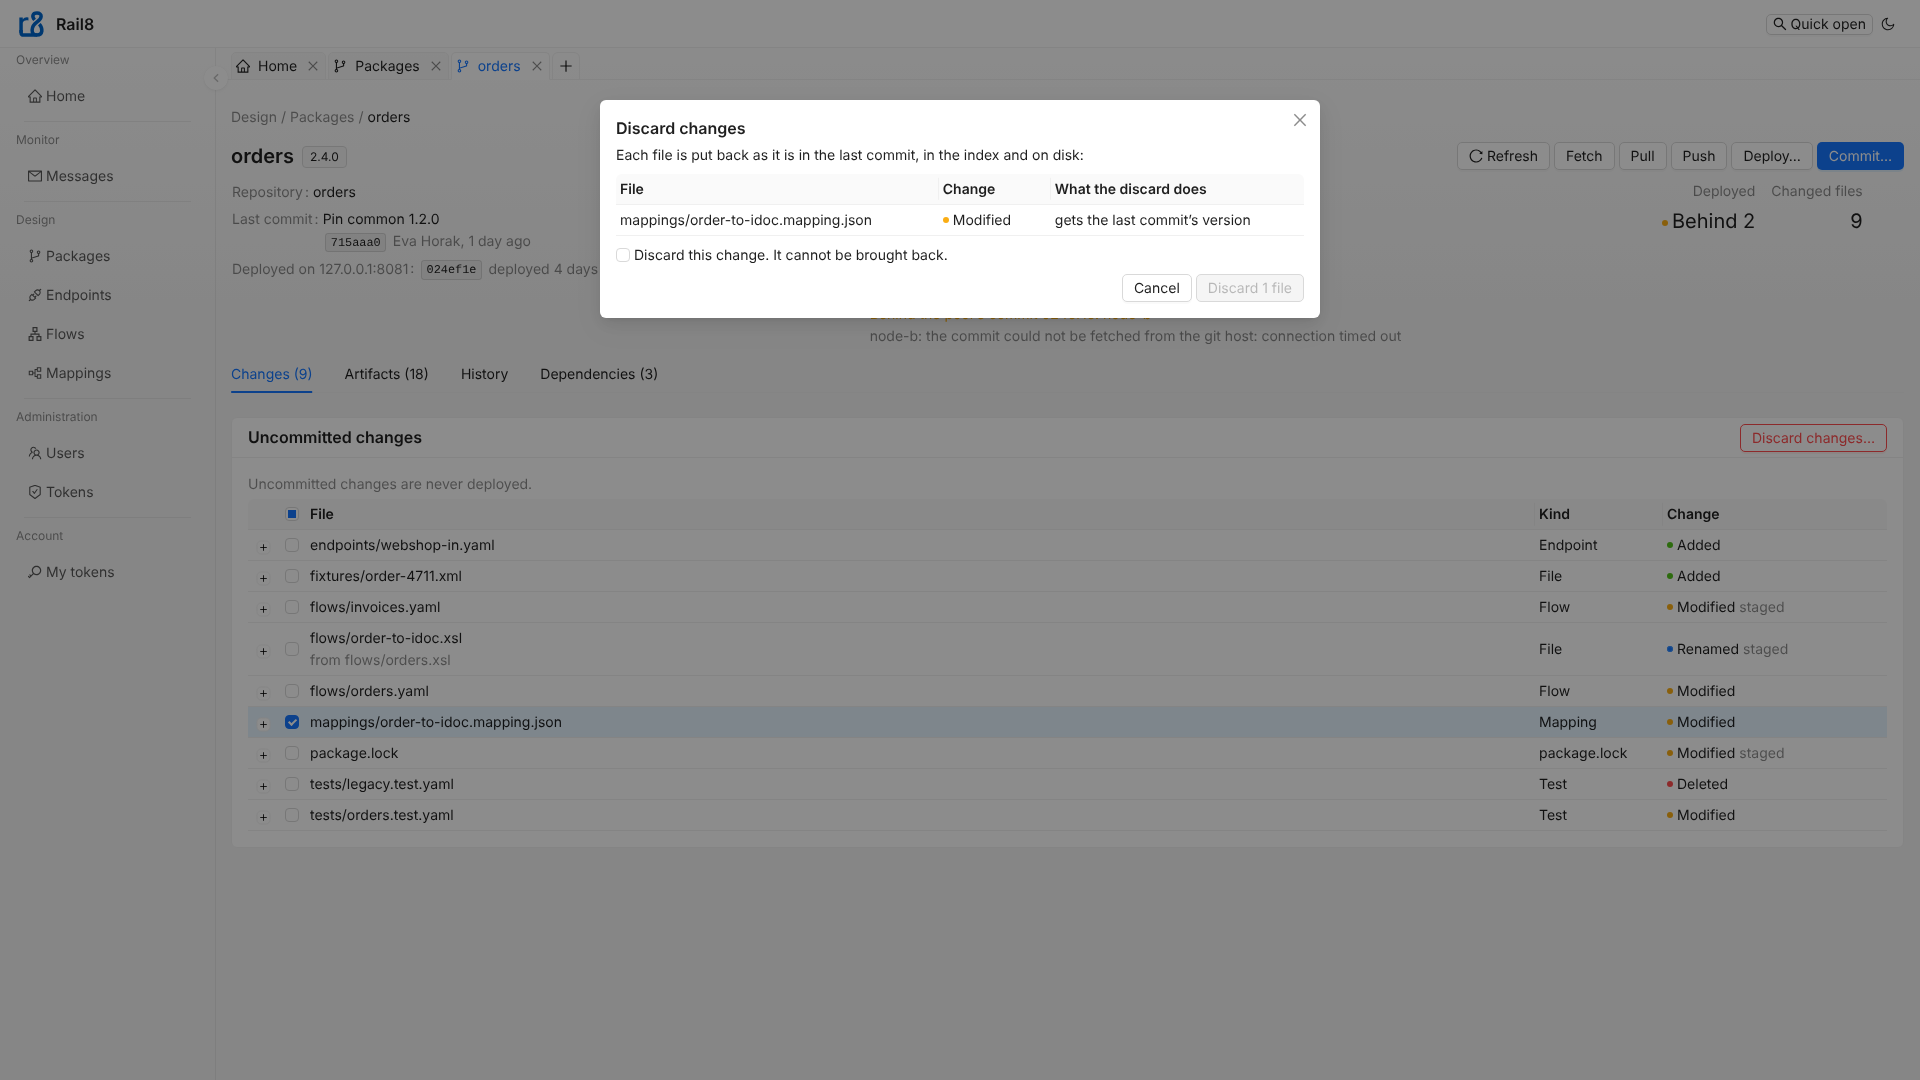 Rail8
Quick open
Overview
Home
Monitor
Messages
Design
Packages
Endpoints
Flows
Mappings
Administration
Users
Tokens
Account
My tokens
Home
Packages
orders
Design / Packages / orders
orders 2.4.0
Refresh
Fetch
Pull
Push
Deploy...
Commit...
Repository: orders
Last commit: Pin common 1.2.0
715aaa0 Eva Horak, 1 day ago
Deployed on 127.0.0.1:8081: 024ef1e deployed 4 days
Deployed
Behind 2
Changed files
9
node-b: the commit could not be fetched from the git host: connection timed out
Discard changes
Each file is put back as it is in the last commit, in the index and on disk:
File Change What the discard does
mappings/order-to-idoc.mapping.json Modified gets the last commit’s version
Discard this change. It cannot be brought back.
Cancel
Discard 1 file
Changes (9)
Artifacts (18)
History
Dependencies (3)
Uncommitted changes
Discard changes...
Uncommitted changes are never deployed.
File Kind Change
endpoints/webshop-in.yaml Endpoint Added
fixtures/order-4711.xml File Added
flows/invoices.yaml Flow Modified staged
flows/order-to-idoc.xsl File Renamed staged
from flows/orders.xsl
flows/orders.yaml Flow Modified
mappings/order-to-idoc.mapping.json Mapping Modified
package.lock package.lock Modified staged
tests/legacy.test.yaml Test Deleted
tests/orders.test.yaml Test Modified